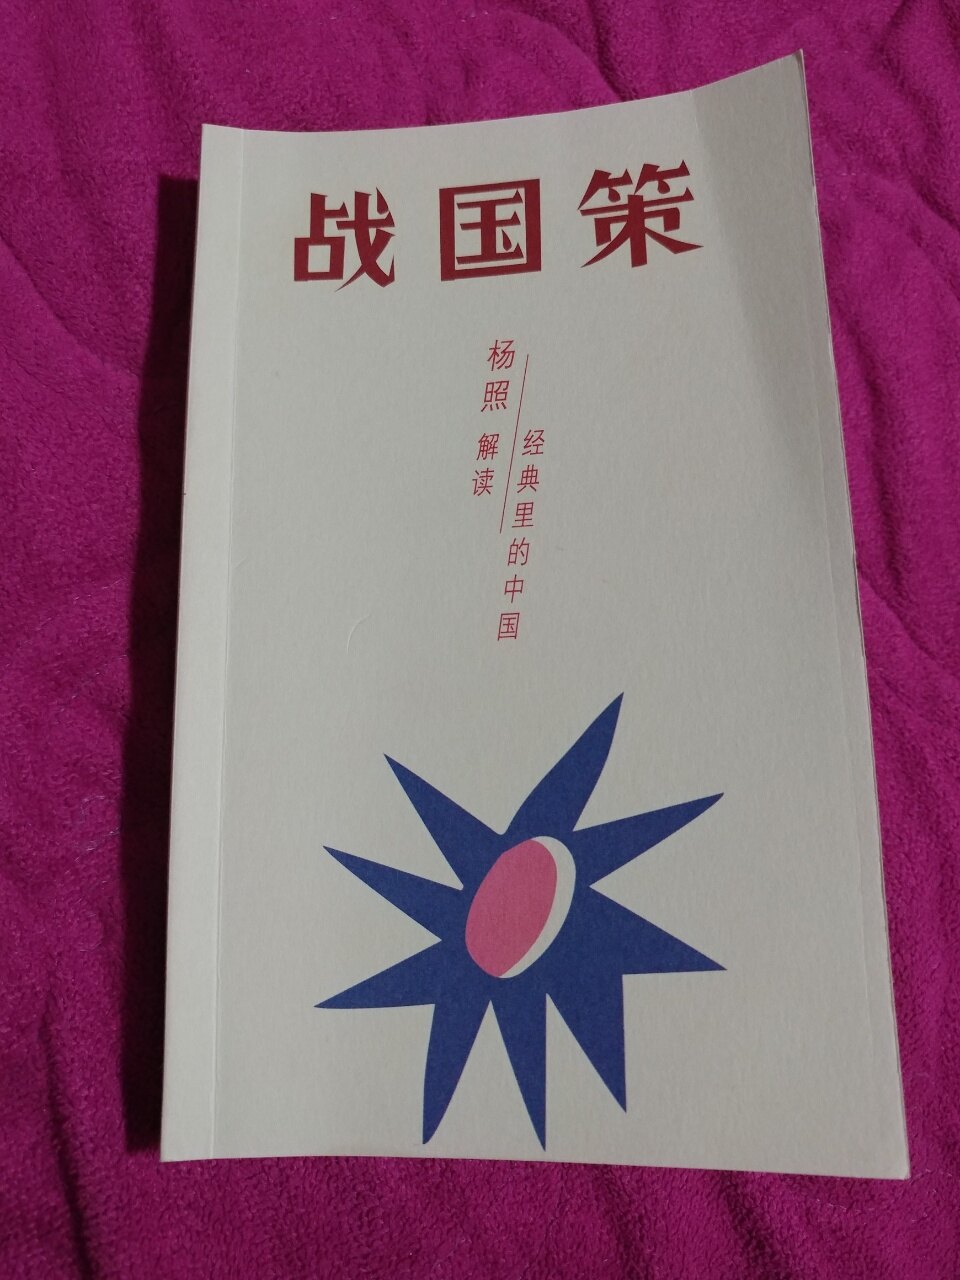 战国策
杨照 解读
经典里的中国